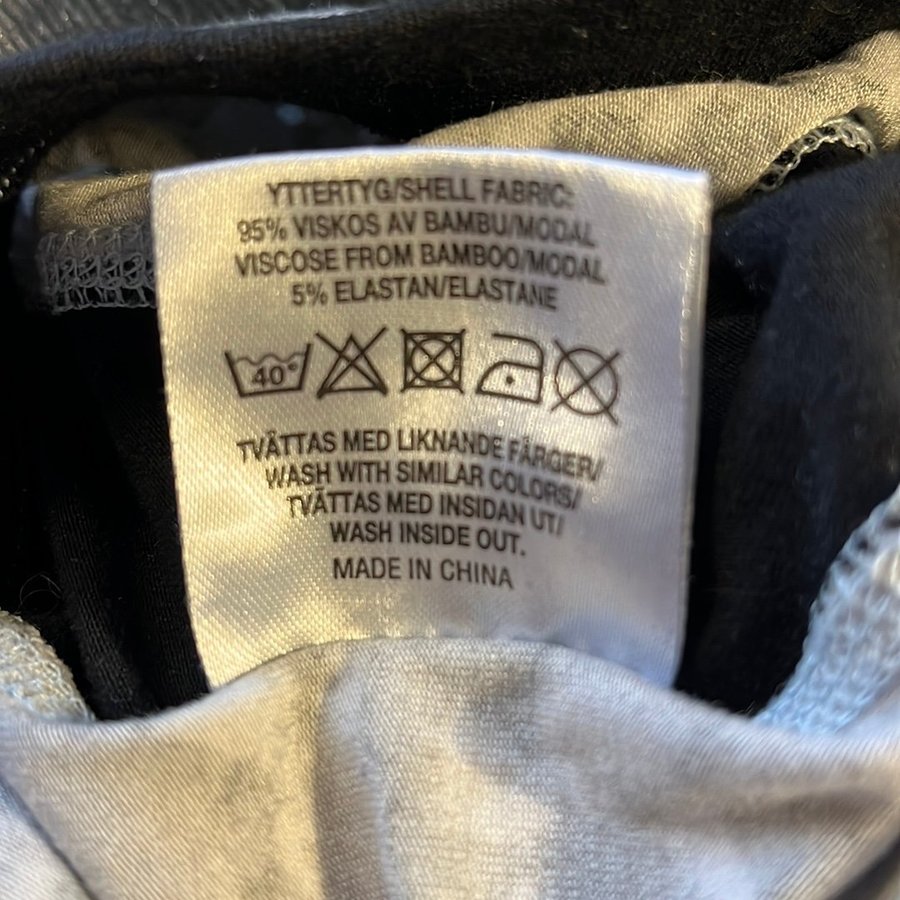 YTTERTYG/SHELL FABRIC:
95% VISKOS AV BAMBU/MODAL
VISCOSE FROM BAMBOO/MODAL
5% ELASTAN/ELASTANE
40°
TVÄTTAS MED LIKNANDE FÄRGER/
WASH WITH SIMILAR COLORS/
TVÄTTAS MED INSIDAN UT/
WASH INSIDE OUT.
MADE IN CHINA